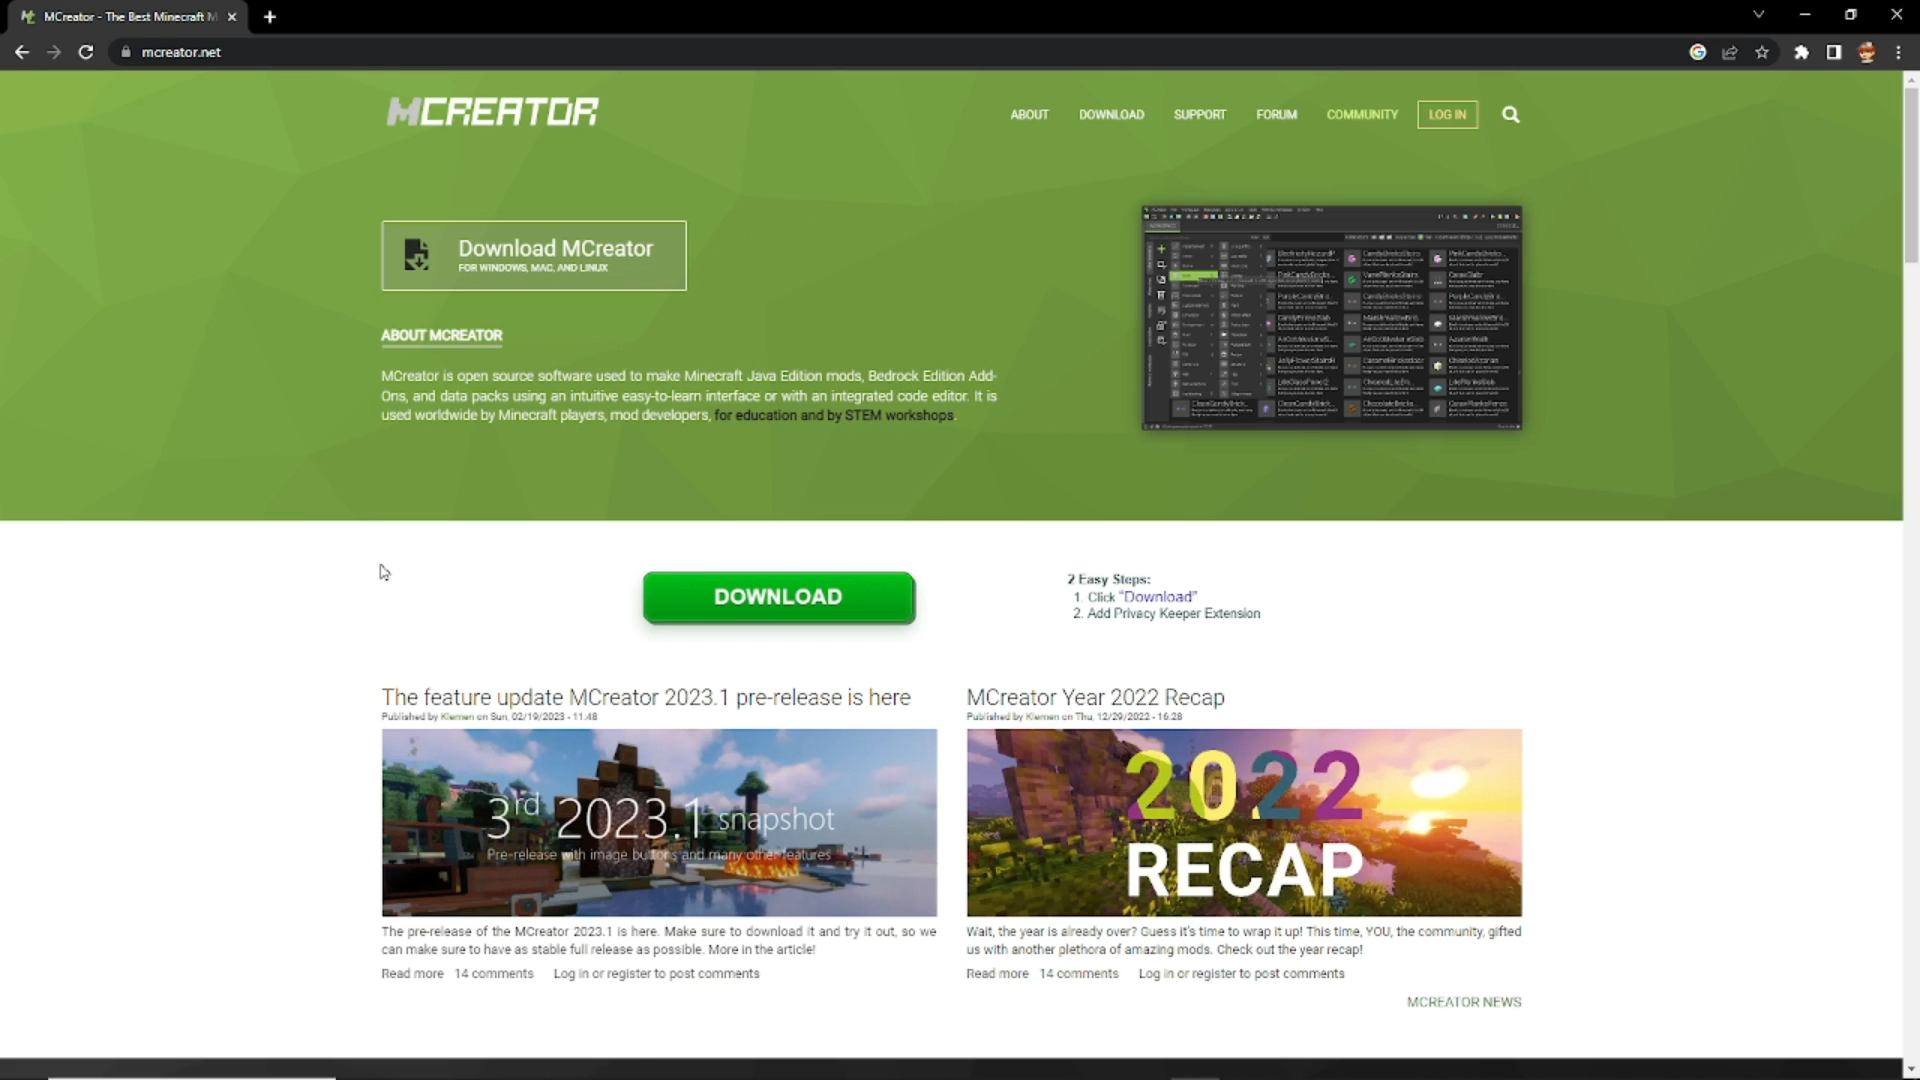 MCreator - The Best Minecraft M
mcreator.net
MCREATOR
ABOUT
DOWNLOAD
SUPPORT
FORUM
COMMUNITY
LOG IN
Download MCreator
FOR WINDOWS, MAC, AND LINUX
ABOUT MCREATOR
MCreator is open source software used to make Minecraft Java Edition mods, Bedrock Edition Add-
Ons, and data packs using an intuitive easy-to-learn interface or with an integrated code editor. It is
used worldwide by Minecraft players, mod developers, for education and by STEM workshops.
DOWNLOAD
2 Easy Steps:
1. Click "Download"
2. Add Privacy Keeper Extension
The feature update MCreator 2023.1 pre-release is here
Published by Klemen on Sun, 02/19/2023 - 11:48
3rd 2023.1 snapshot
Pre-release with image buttons and many other features
The pre-release of the MCreator 2023.1 is here. Make sure to download it and try it out, so we
can make sure to have as stable full release as possible. More in the article!
Read more 14 comments Log in or register to post comments
MCreator Year 2022 Recap
Published by Klemen on Thu, 12/29/2022 - 16:28
2022
RECAP
Wait, the year is already over? Guess it's time to wrap it up! This time, YOU, the community, gifted
us with another plethora of amazing mods. Check out the year recap!
Read more 14 comments Log in or register to post comments
MCREATOR NEWS